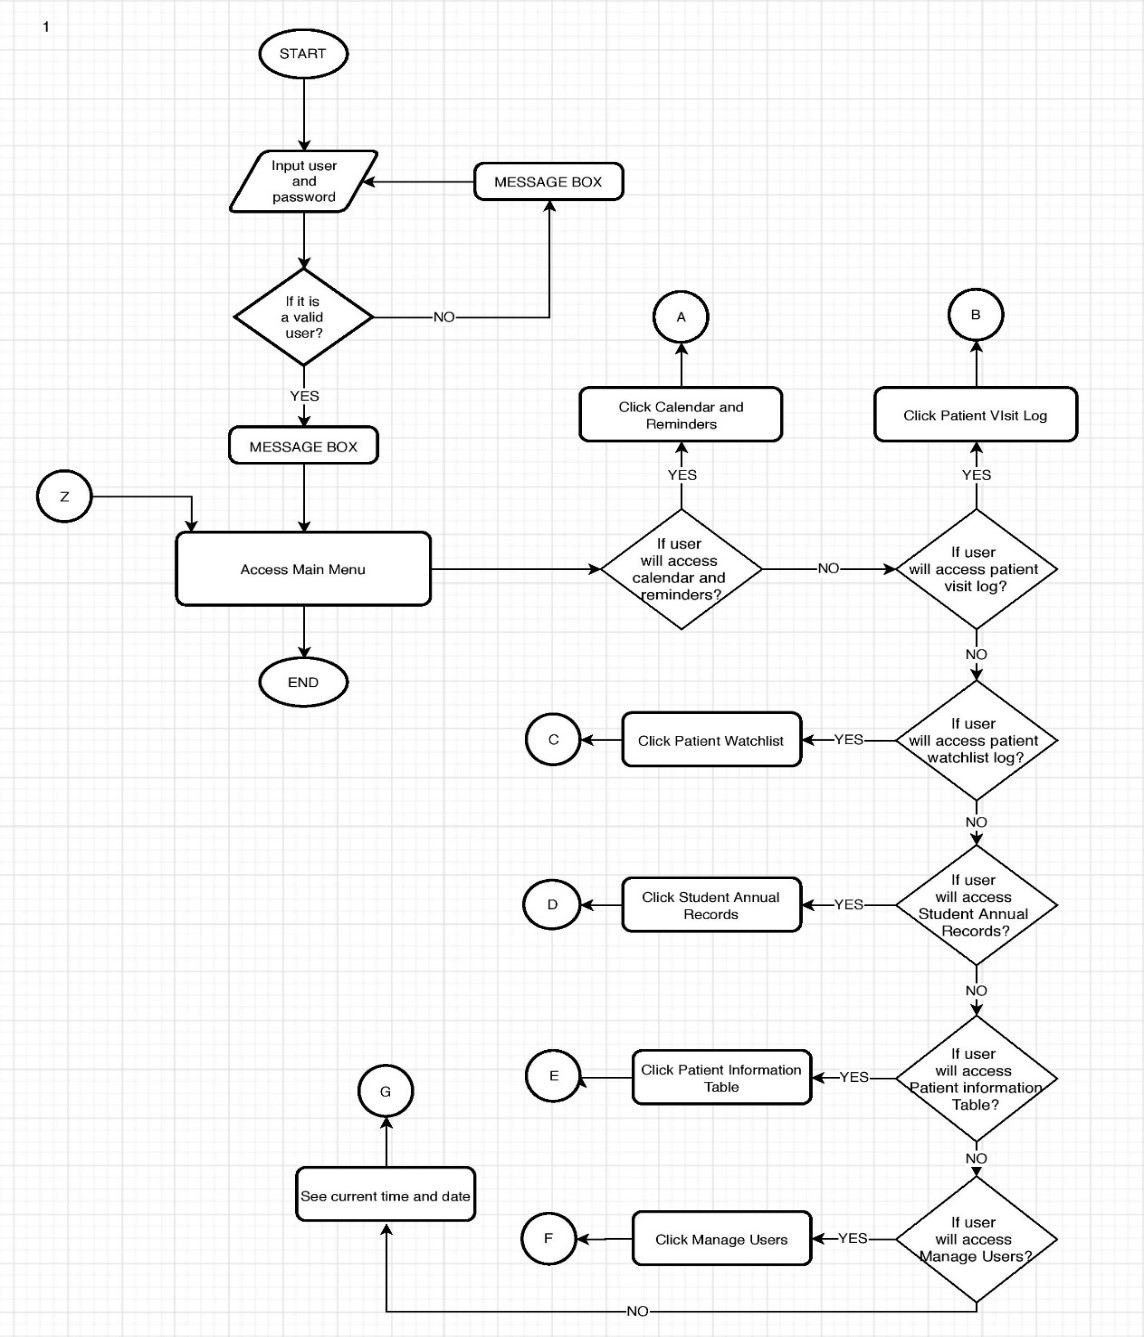 1
START
Input user
and
password
MESSAGE BOX
If it is
a valid
user?
NO
YES
MESSAGE BOX
Z
Access Main Menu
END
A
Click Calendar and
Reminders
YES
If user
will access
calendar and
reminders?
NO
B
Click Patient VIsit Log
YES
If user
will access patient
visit log?
NO
If user
will access patient
watchlist log?
YES
Click Patient Watchlist
C
NO
If user
will access
Student Annual
Records?
YES
Click Student Annual
Records
D
NO
If user
will access
Patient information
Table?
YES
Click Patient Information
Table
E
NO
If user
will access
Manage Users?
YES
Click Manage Users
F
NO
See current time and date
G